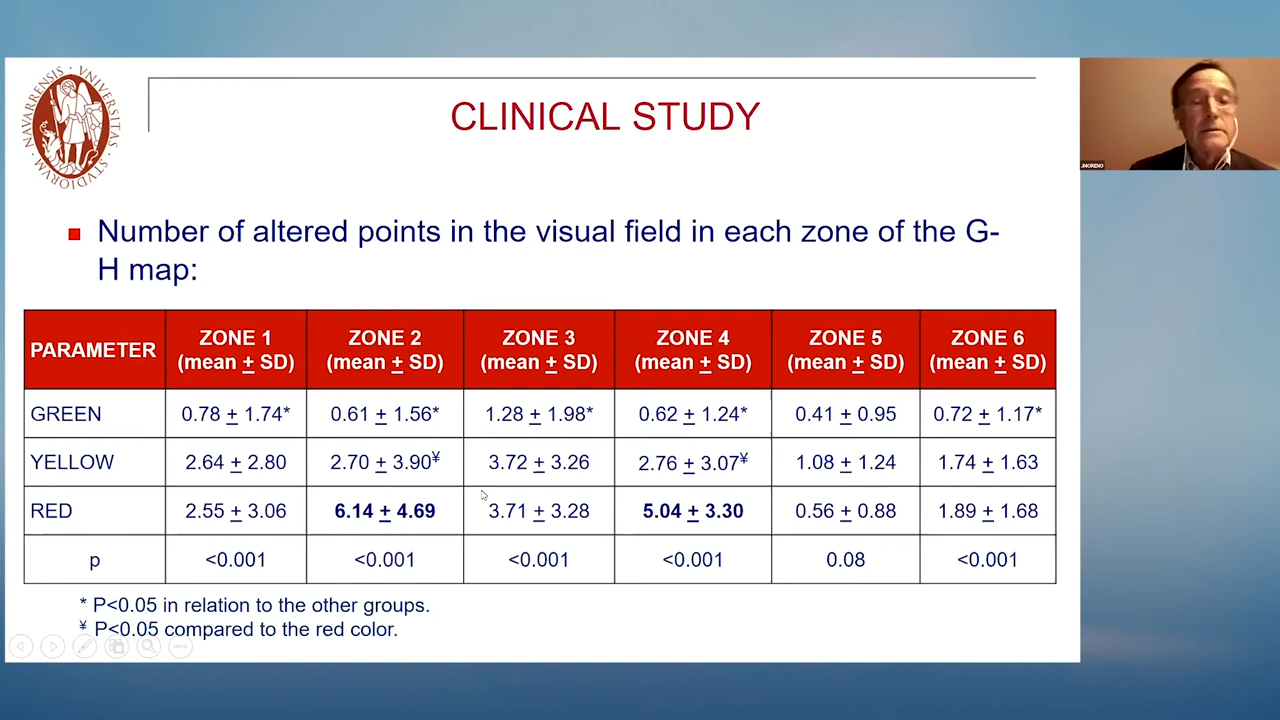 CLINICAL STUDY
NAVARRENSIS · VNIVERSITAS · STVDIORVM
JMORENO
Number of altered points in the visual field in each zone of the G-
H map:
PARAMETER ZONE 1 (mean ± SD) ZONE 2 (mean ± SD) ZONE 3 (mean ± SD) ZONE 4 (mean ± SD) ZONE 5 (mean ± SD) ZONE 6 (mean ± SD)
GREEN 0.78 ± 1.74* 0.61 ± 1.56* 1.28 ± 1.98* 0.62 ± 1.24* 0.41 ± 0.95 0.72 ± 1.17*
YELLOW 2.64 ± 2.80 2.70 ± 3.90¥ 3.72 ± 3.26 2.76 ± 3.07¥ 1.08 ± 1.24 1.74 ± 1.63
RED 2.55 ± 3.06 6.14 ± 4.69 3.71 ± 3.28 5.04 ± 3.30 0.56 ± 0.88 1.89 ± 1.68
p <0.001 <0.001 <0.001 <0.001 0.08 <0.001
* P<0.05 in relation to the other groups.
¥ P<0.05 compared to the red color.